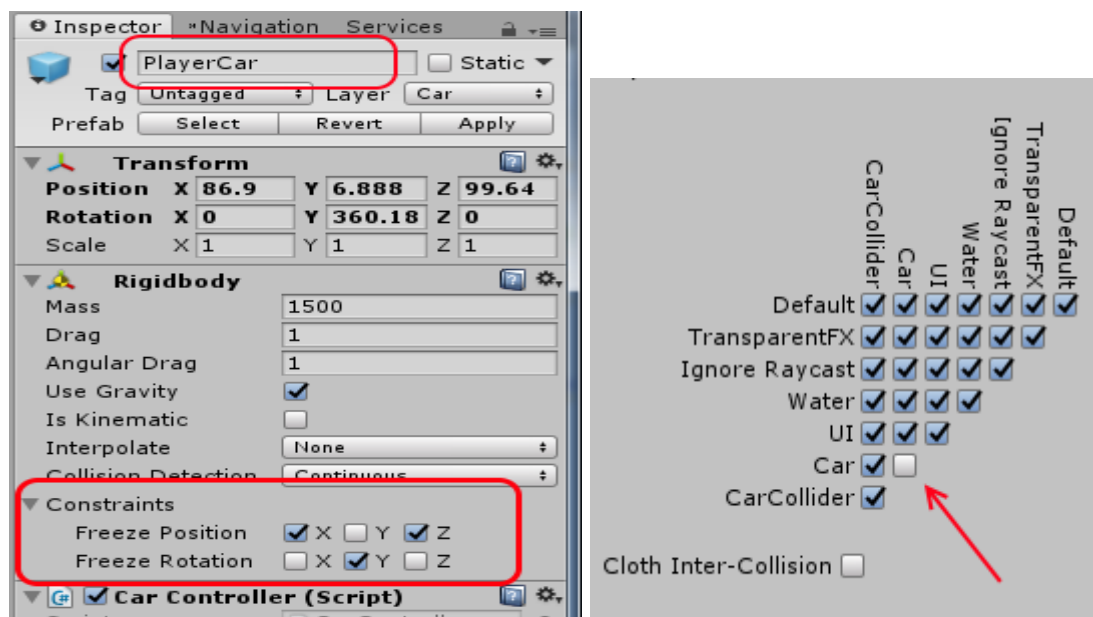 Inspector Navigation Services
PlayerCar Static
Tag Untagged Layer Car
Prefab Select Revert Apply
Transform
Position X 86.9 Y 6.888 Z 99.64
Rotation X 0 Y 360.18 Z 0
Scale X 1 Y 1 Z 1
Rigidbody
Mass 1500
Drag 1
Angular Drag 1
Use Gravity
Is Kinematic
Interpolate None
Collision Detection Continuous
Constraints
Freeze Position X Y Z
Freeze Rotation X Y Z
Car Controller (Script)
CarCollider
Car
UI
Water
Ignore Raycast
TransparentFX
Default
Default
TransparentFX
Ignore Raycast
Water
UI
Car
CarCollider
Cloth Inter-Collision